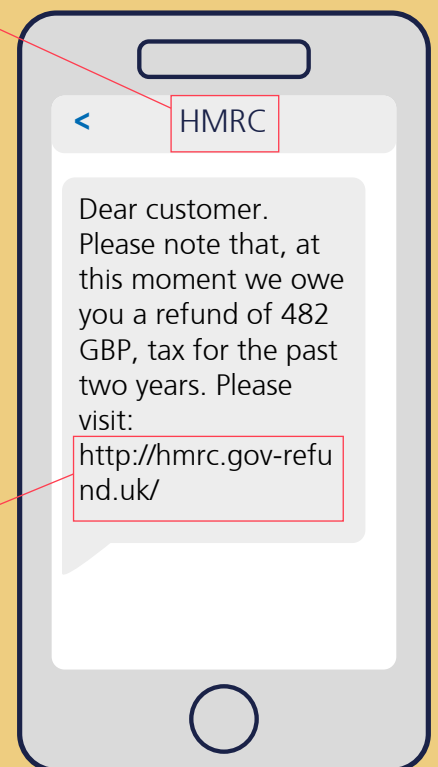 < HMRC
Dear customer.
Please note that, at
this moment we owe
you a refund of 482
GBP, tax for the past
two years. Please
visit:
http://hmrc.gov-refu
nd.uk/